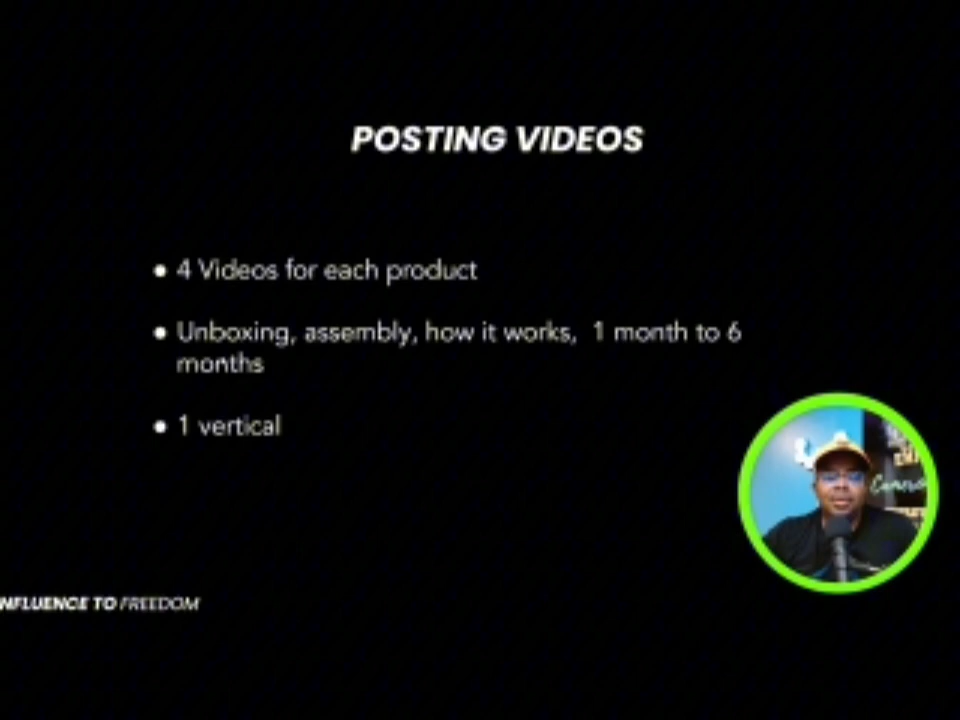 POSTING VIDEOS
● 4 Videos for each product
● Unboxing, assembly, how it works, 1 month to 6
months
● 1 vertical
NFLUENCE TO FREEDOM